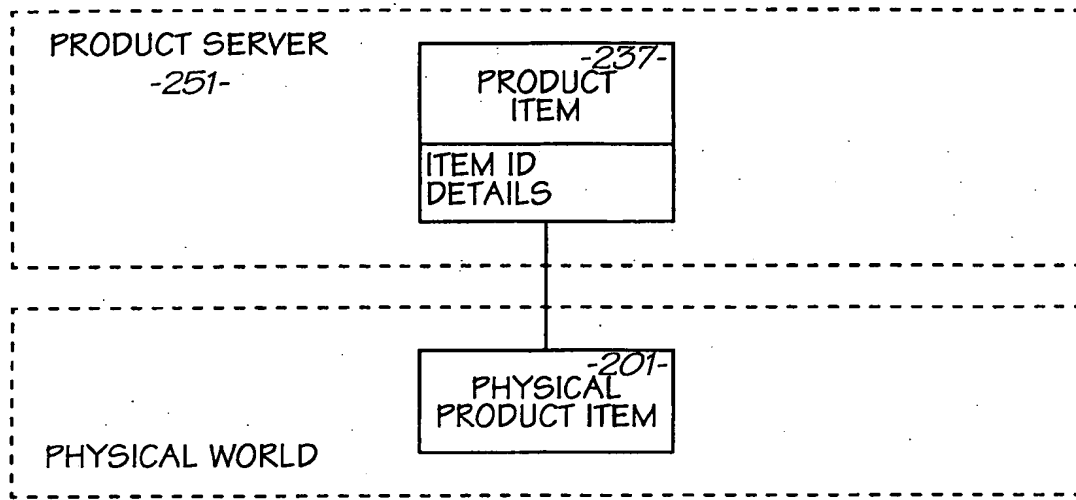 PRODUCT SERVER
-251-
-237-
PRODUCT
ITEM
ITEM ID
DETAILS
-201-
PHYSICAL
PRODUCT ITEM
PHYSICAL WORLD